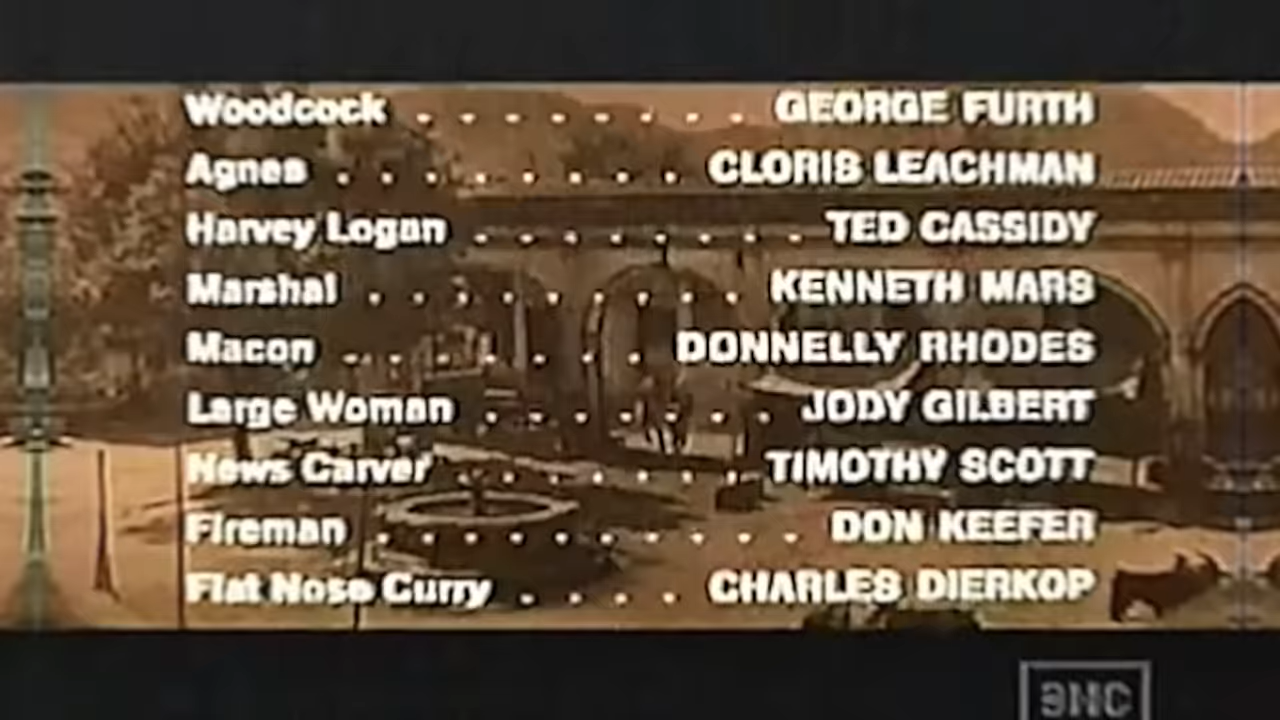 Woodcock . . . . . . . . GEORGE FURTH
Agnes . . . . . . . . CLORIS LEACHMAN
Harvey Logan . . . . . . . . TED CASSIDY
Marshal . . . . . . . . . KENNETH MARS
Macon . . . . . . . DONNELLY RHODES
Large Woman . . . . . . . JODY GILBERT
News Carver . . . . . . . TIMOTHY SCOTT
Fireman . . . . . . . . . . DON KEEFER
Flat Nose Curry . . . . CHARLES DIERKOP
amc